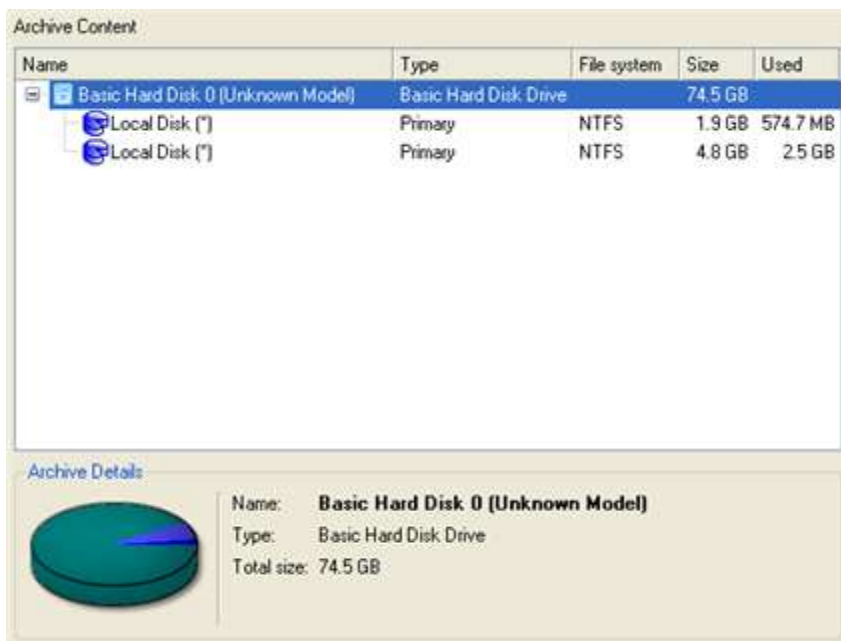 Archive Content
Name Type File system Size Used
Basic Hard Disk 0 (Unknown Model) Basic Hard Disk Drive 74.5 GB
Local Disk (*) Primary NTFS 1.9 GB 574.7 MB
Local Disk (*) Primary NTFS 4.8 GB 2.5 GB
Archive Details
Name: Basic Hard Disk 0 (Unknown Model)
Type: Basic Hard Disk Drive
Total size: 74.5 GB